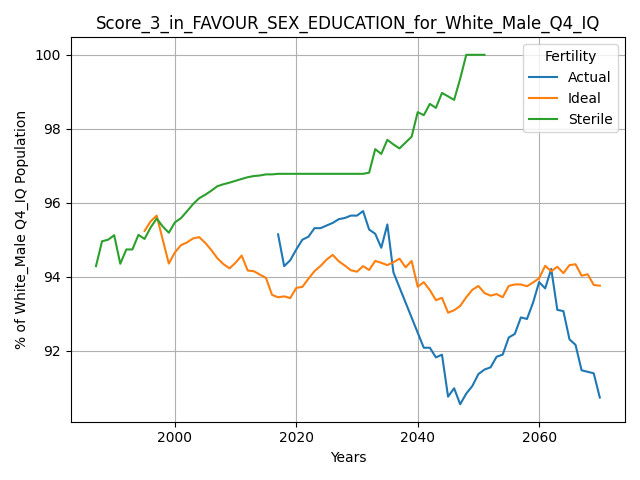 Score_3_in_FAVOUR_SEX_EDUCATION_for_White_Male_Q4_IQ
Fertility
Actual
Ideal
Sterile
% of White_Male Q4_IQ Population
100
98
96
94
92
2000
2020
2040
2060
Years